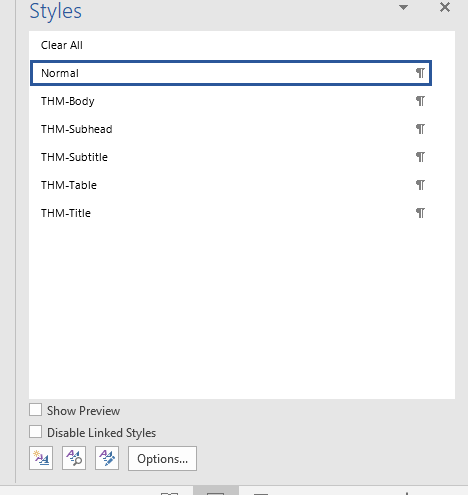 Styles
Clear All
Normal ¶
THM-Body ¶
THM-Subhead ¶
THM-Subtitle ¶
THM-Table ¶
THM-Title ¶
Show Preview
Disable Linked Styles
Options...